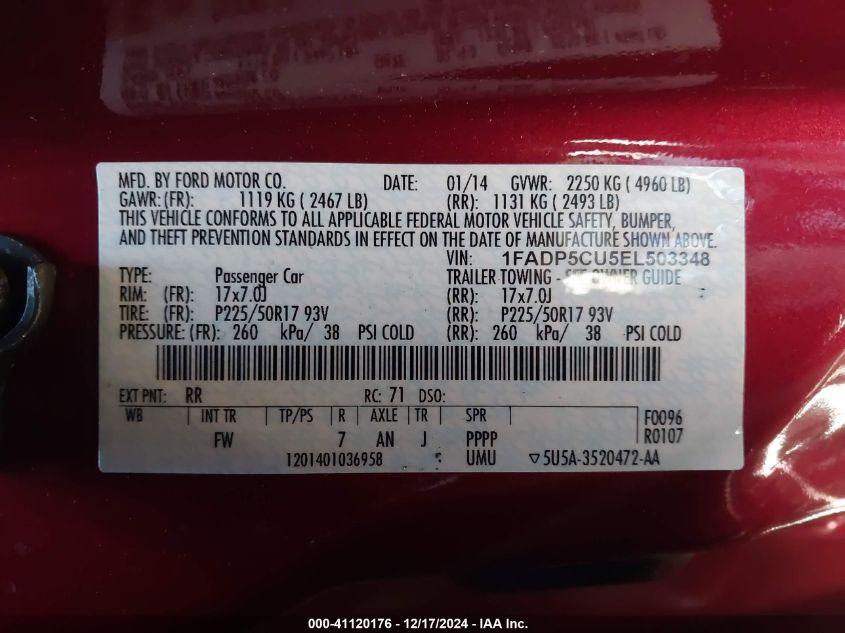 MFD. BY FORD MOTOR CO. DATE: 01/14 GVWR: 2250 KG ( 4960 LB)
GAWR: (FR): 1119 KG ( 2467 LB) (RR): 1131 KG ( 2493 LB)
THIS VEHICLE CONFORMS TO ALL APPLICABLE FEDERAL MOTOR VEHICLE SAFETY, BUMPER,
AND THEFT PREVENTION STANDARDS IN EFFECT ON THE DATE OF MANUFACTURE SHOWN ABOVE.
VIN: 1FADP5CU5EL503348
TYPE: Passenger Car TRAILER TOWING - SEE OWNER GUIDE
RIM: (FR): 17x7.0J (RR): 17x7.0J
TIRE: (FR): P225/50R17 93V (RR): P225/50R17 93V
PRESSURE: (FR): 260 kPa/ 38 PSI COLD (RR): 260 kPa/ 38 PSI COLD
EXT PNT: RR RC: 71 DSO:
WB INT TR TP/PS R AXLE TR SPR F0096
FW 7 AN J PPPP R0107
1201401036958 UMU ▽5U5A-3520472-AA
000-41120176 - 12/17/2024 - IAA Inc.